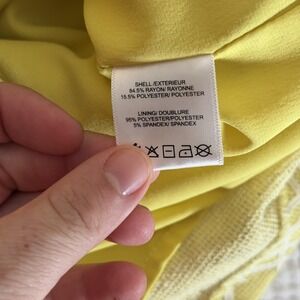 SHELL /EXTERIEUR
84.5% RAYON/ RAYONNE
15.5% POLYESTER/ POLYESTER
LINING/ DOUBLURE
95% POLYESTER/ POLYESTER
5% SPANDEX/ SPANDEX